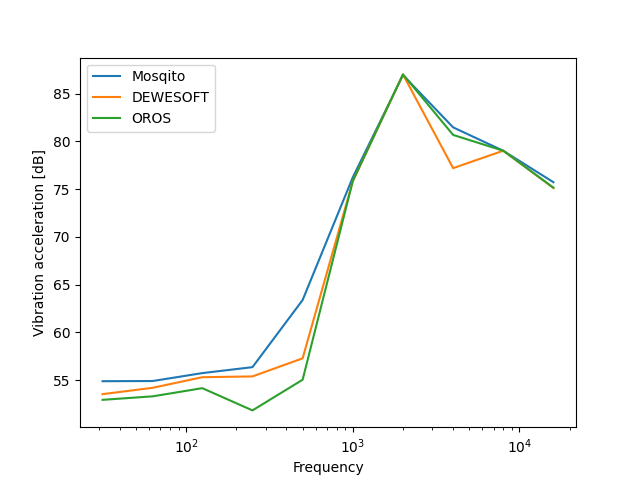 Mosqito
DEWESOFT
OROS
85
80
75
70
65
60
55
Vibration acceleration [dB]
10²
10³
10⁴
Frequency